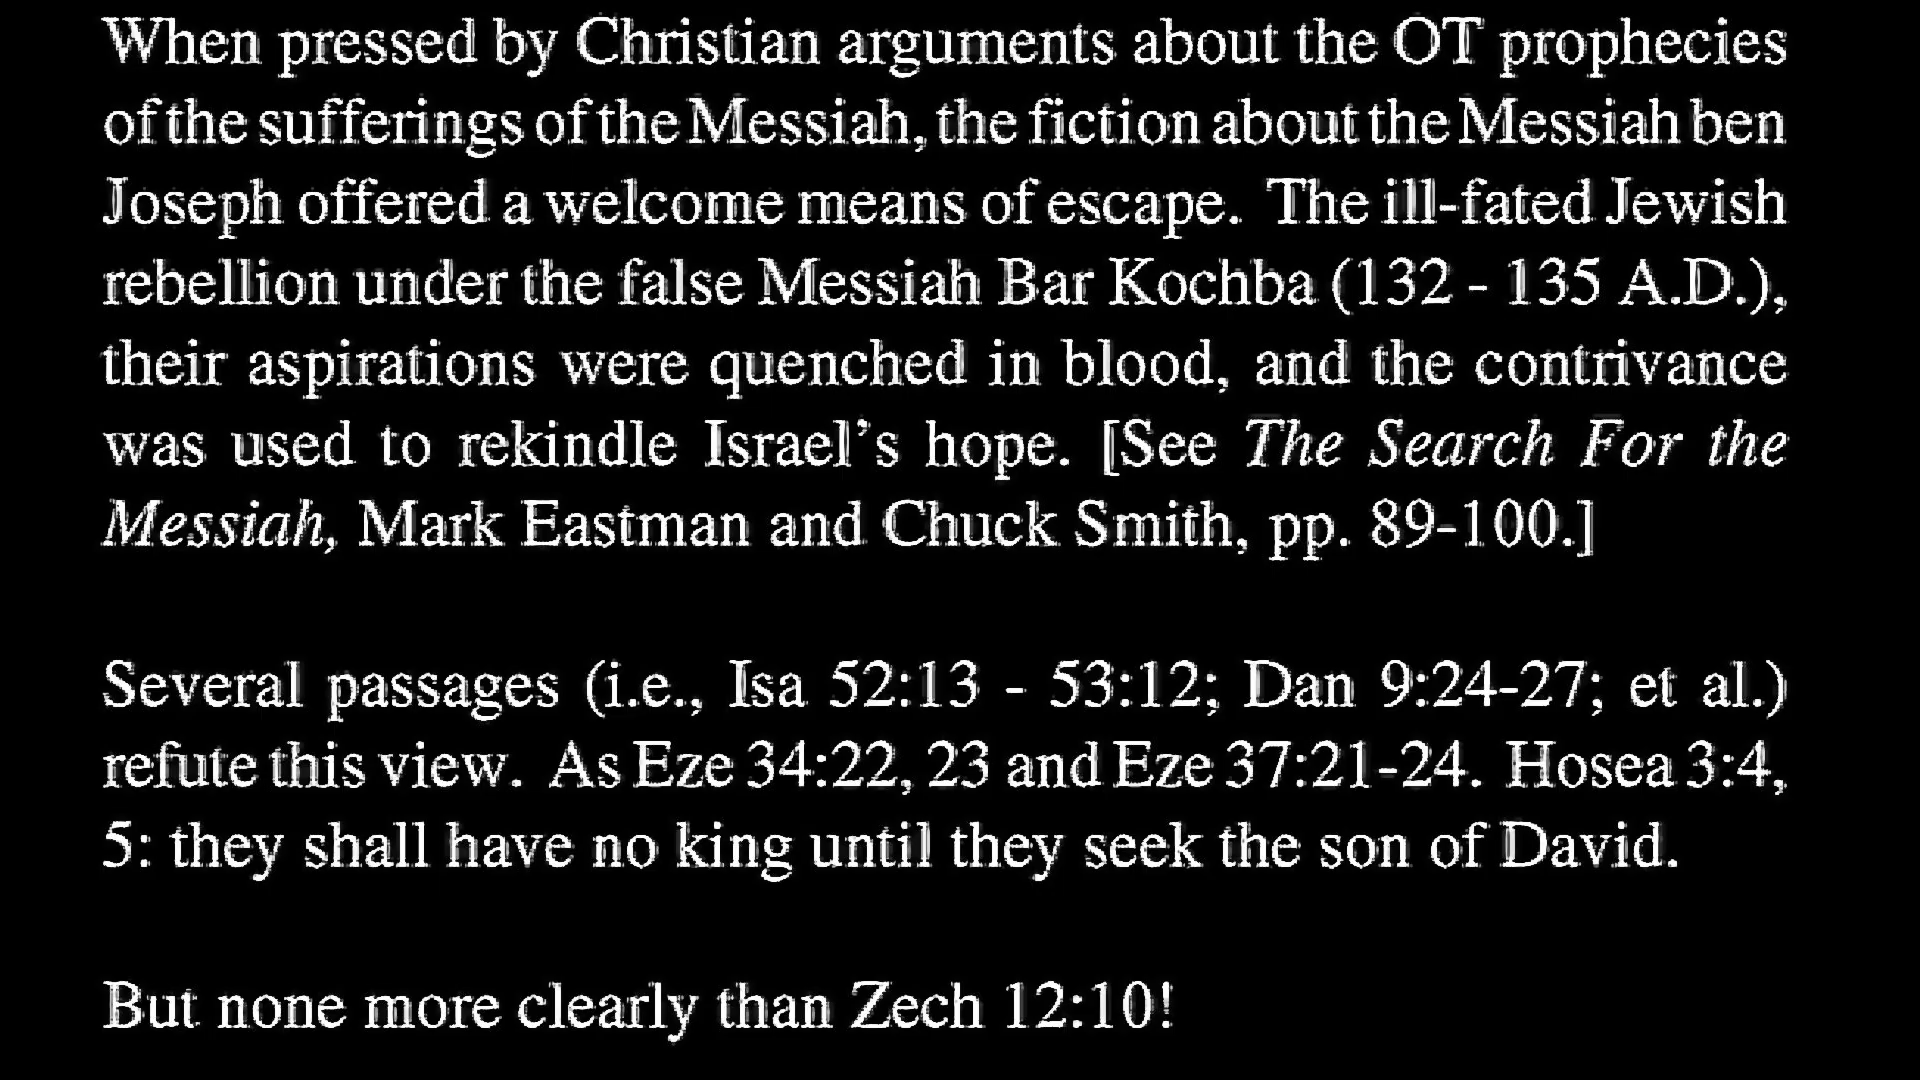 When pressed by Christian arguments about the OT prophecies
of the sufferings of the Messiah, the fiction about the Messiah ben
Joseph offered a welcome means of escape. The ill-fated Jewish
rebellion under the false Messiah Bar Kochba (132 - 135 A.D.),
their aspirations were quenched in blood, and the contrivance
was used to rekindle Israel's hope. [See The Search For the
Messiah, Mark Eastman and Chuck Smith, pp. 89-100.]
Several passages (i.e., Isa 52:13 - 53:12; Dan 9:24-27; et al.)
refute this view. As Eze 34:22, 23 and Eze 37:21-24. Hosea 3:4,
5: they shall have no king until they seek the son of David.
But none more clearly than Zech 12:10!